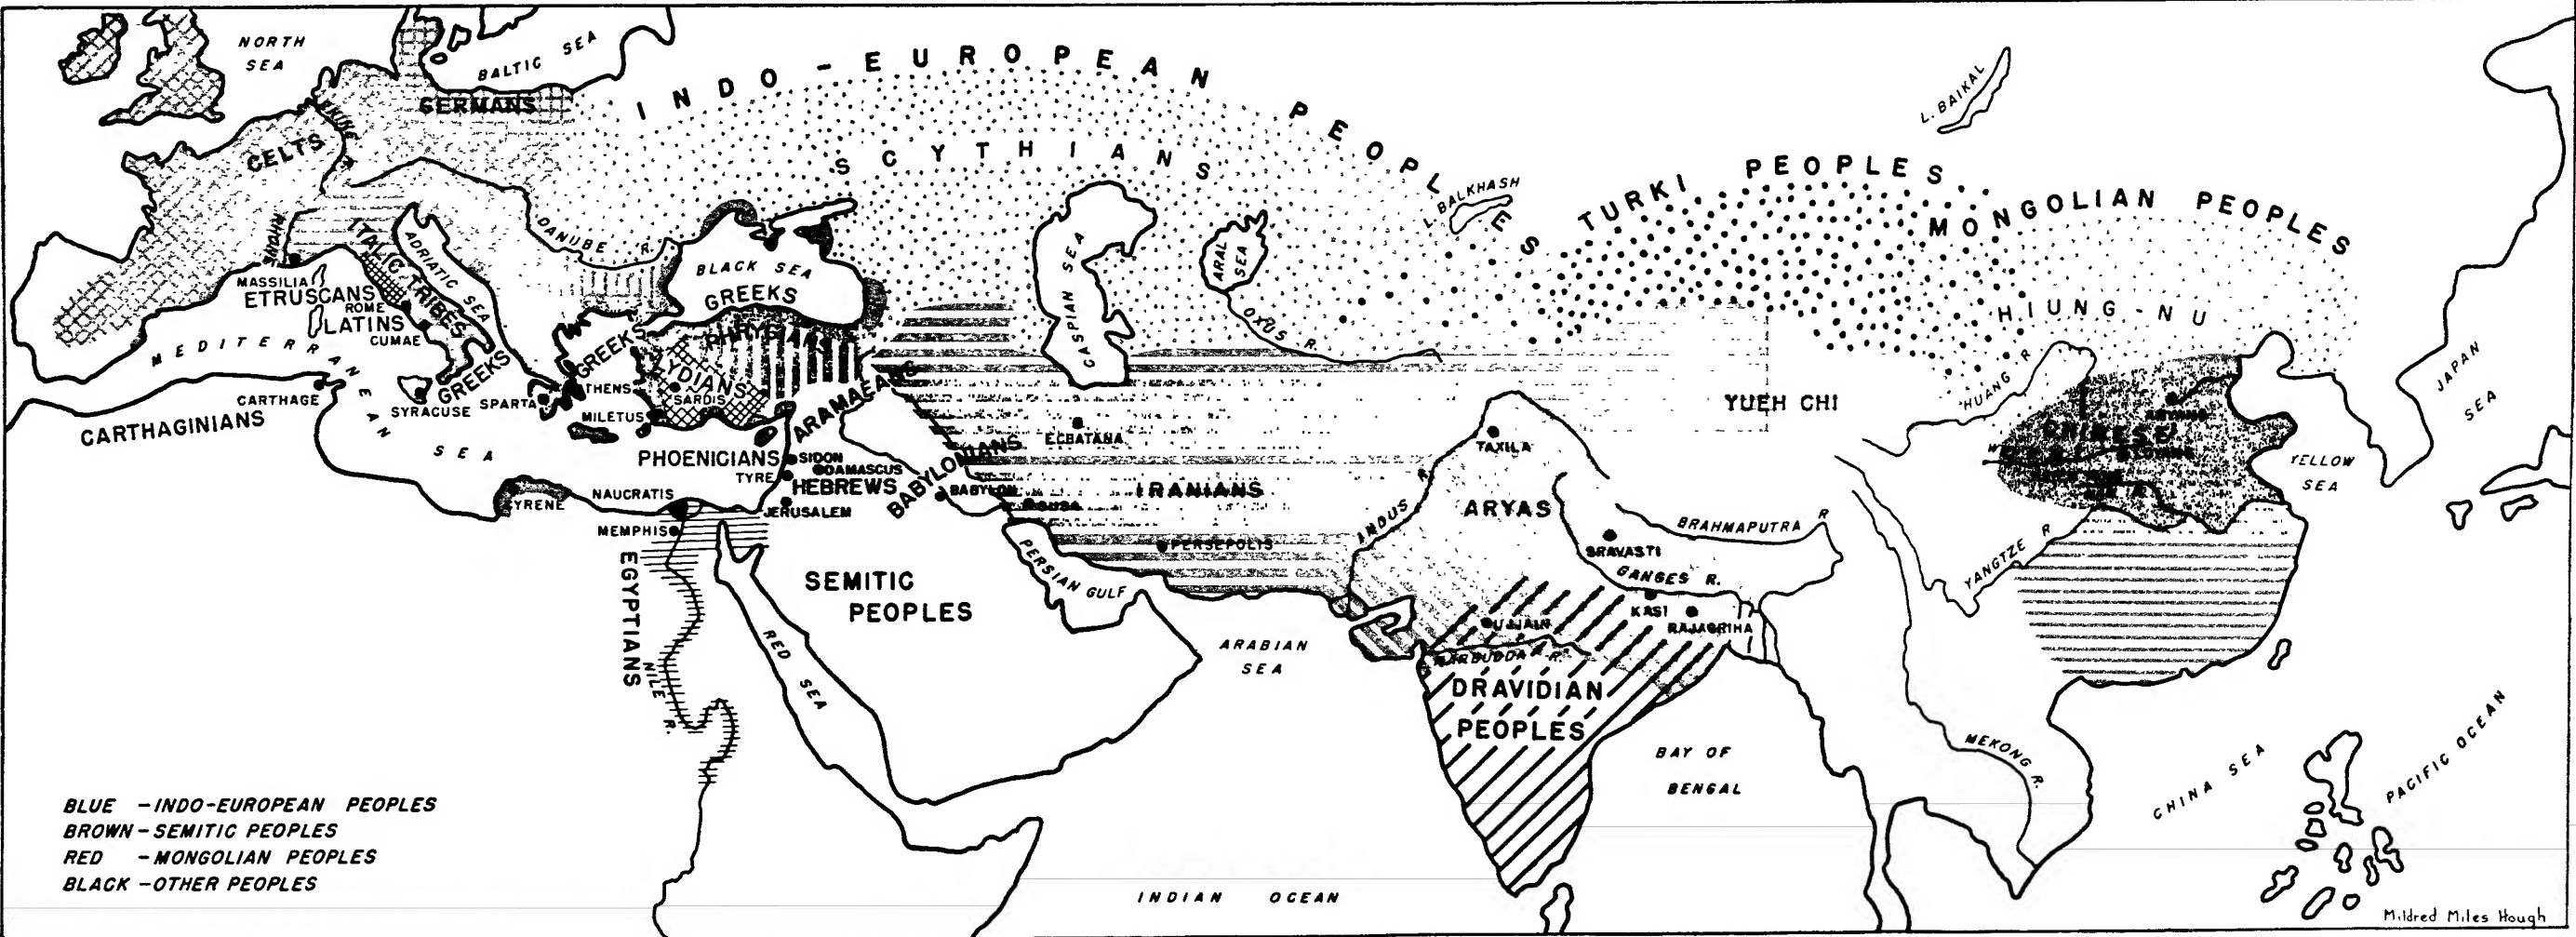 NORTH
SEA
BALTIC SEA
INDO-EUROPEAN PEOPLES
SCYTHIANS
GERMANS
RHINE
CELTS
RHONE
ITALIC TRIBES
ADRIATIC SEA
DANUBE R.
BLACK SEA
GREEKS
CASPIAN SEA
ARAL
SEA
OXUS R.
L. BALKHASH
L. BAIKAL
TURKI PEOPLES
MONGOLIAN PEOPLES
HIUNG-NU
HUANG R.
JAPAN
SEA
MASSILIA
ETRUSCANS
ROME
LATINS
CUMAE
MEDITERRANEAN
SEA
GREEKS
SYRACUSE
SPARTA
GREEKS
ATHENS
MILETUS
PHRYGIANS
LYDIANS
SARDIS
CARTHAGE
CARTHAGINIANS
ARAMAEANS
PHOENICIANS
SIDON
DAMASCUS
TYRE
HEBREWS
JERUSALEM
BABYLONIANS
BABYLON
SUSA
ECBATANA
IRANIANS
PERSEPOLIS
PERSIAN GULF
CYRENE
NAUCRATIS
MEMPHIS
EGYPTIANS
NILE R.
RED SEA
SEMITIC
PEOPLES
ARABIAN
SEA
YUEH CHI
TAXILA
INDUS R.
ARYAS
BRAHMAPUTRA R
SRAVASTI
GANGES R.
KASI
RAJAGRIHA
UJJAIN
NARBUDDA R.
DRAVIDIAN
PEOPLES
BAY OF
BENGAL
CHINESE
YANGTZE R
YELLOW
SEA
MEKONG R.
CHINA SEA
PACIFIC OCEAN
INDIAN OCEAN
BLUE - INDO-EUROPEAN PEOPLES
BROWN - SEMITIC PEOPLES
RED - MONGOLIAN PEOPLES
BLACK - OTHER PEOPLES
Mildred Miles Hough